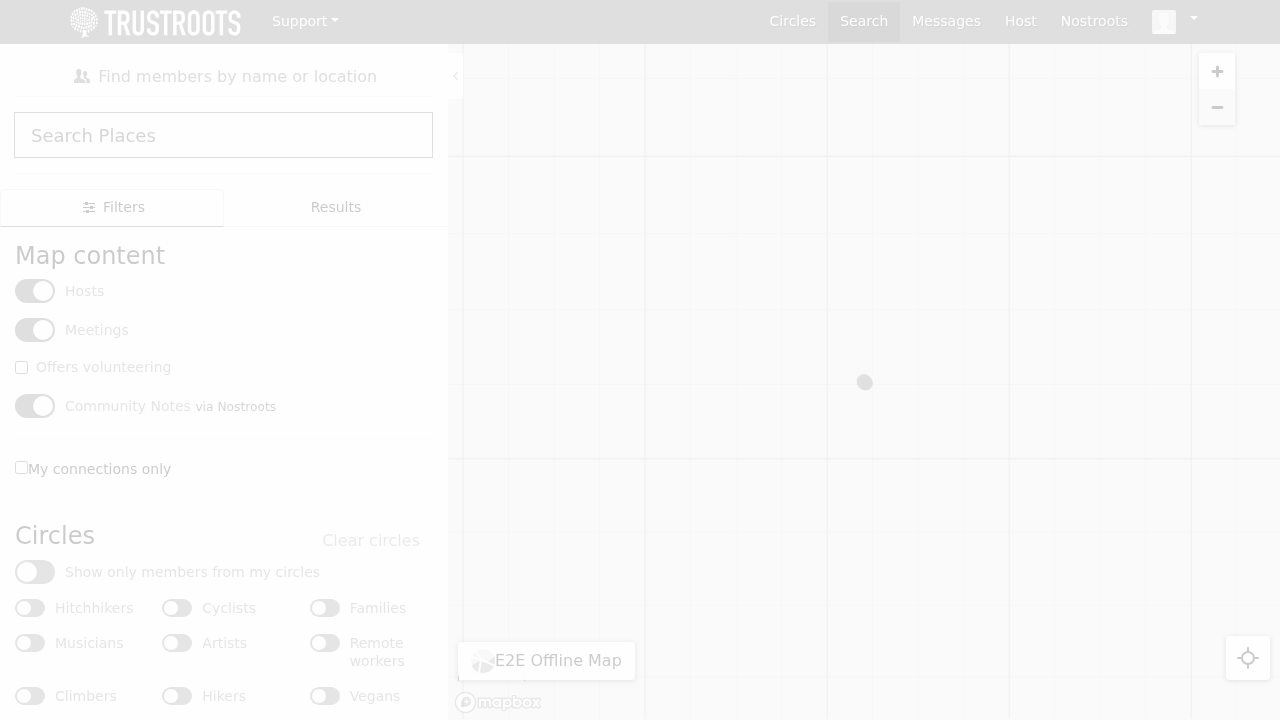 TRUSTROOTS Support Circles Search Messages Host Nostroots
Find members by name or location
Search Places
Filters Results
Map content
Hosts
Meetings
Offers volunteering
Community Notes via Nostroots
My connections only
Circles Clear circles
Show only members from my circles
Hitchhikers Cyclists Families
Musicians Artists Remote workers
Climbers Hikers Vegans
E2E Offline Map
mapbox